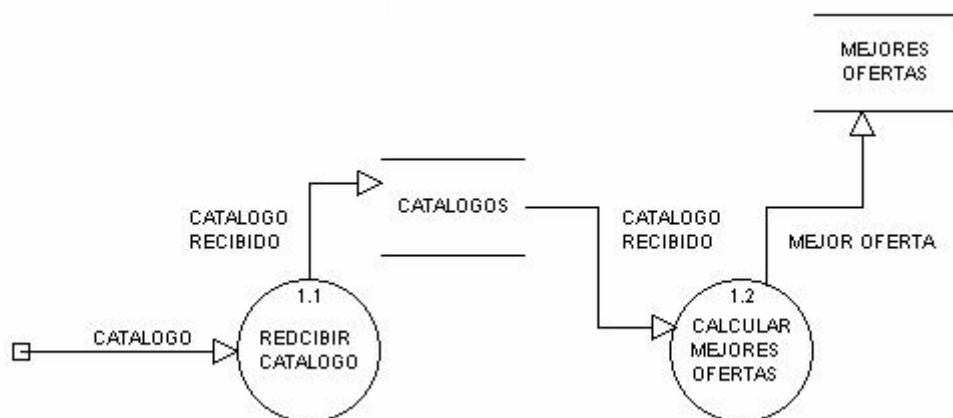 MEJORES
OFERTAS
CATALOGOS
CATALOGO
RECIBIDO
CATALOGO
RECIBIDO
MEJOR OFERTA
1.1
REDCIBIR
CATALOGO
1.2
CALCULAR
MEJORES
OFERTAS
CATALOGO